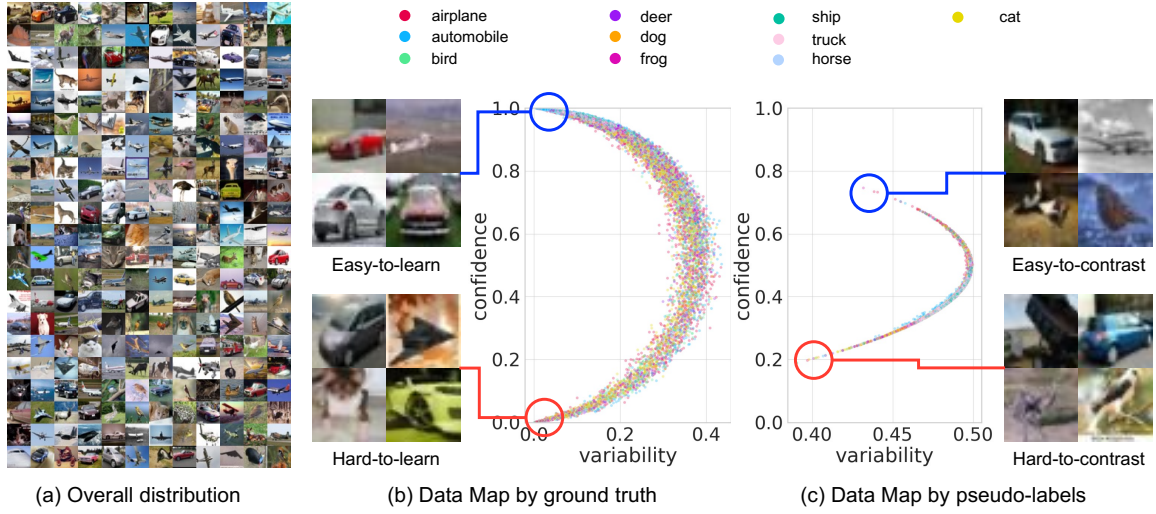 airplane
automobile
bird
deer
dog
frog
ship
truck
horse
cat
Easy-to-learn
Hard-to-learn
confidence
1.0
0.8
0.6
0.4
0.2
0.0
0.0 0.2 0.4
variability
confidence
1.0
0.8
0.6
0.4
0.2
0.0
0.40 0.45 0.50
variability
Easy-to-contrast
Hard-to-contrast
(a) Overall distribution
(b) Data Map by ground truth
(c) Data Map by pseudo-labels